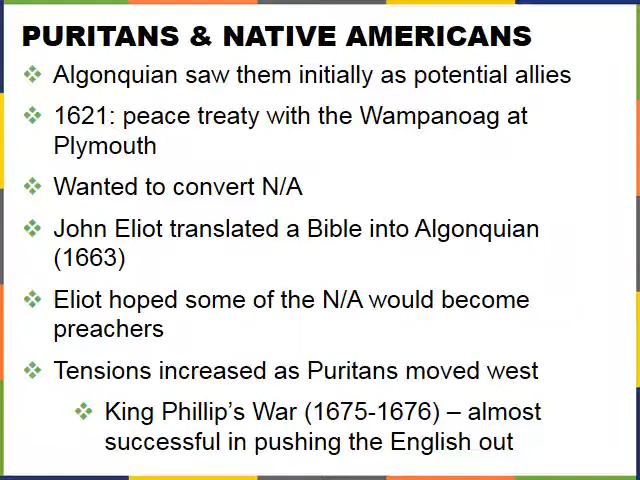 PURITANS & NATIVE AMERICANS
Algonquian saw them initially as potential allies
1621: peace treaty with the Wampanoag at
Plymouth
Wanted to convert N/A
John Eliot translated a Bible into Algonquian
(1663)
Eliot hoped some of the N/A would become
preachers
Tensions increased as Puritans moved west
King Phillip's War (1675-1676) – almost
successful in pushing the English out